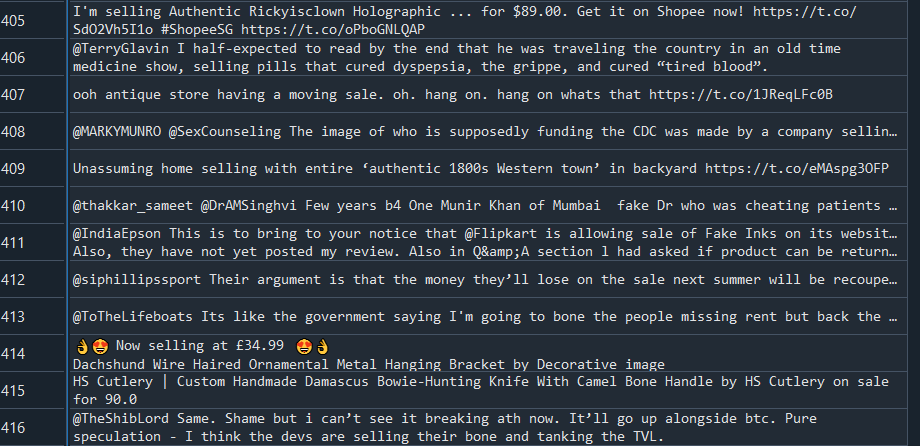 405
I'm selling Authentic Rickyisclown Holographic ... for $89.00. Get it on Shopee now! https://t.co/
SdO2Vh5I1o #ShopeeSG https://t.co/oPboGNLQAP
406
@TerryGlavin I half-expected to read by the end that he was traveling the country in an old time
medicine show, selling pills that cured dyspepsia, the grippe, and cured “tired blood”.
407
ooh antique store having a moving sale. oh. hang on. hang on whats that https://t.co/1JReqLFc0B
408
@MARKYMUNRO @SexCounseling The image of who is supposedly funding the CDC was made by a company sellin…
409
Unassuming home selling with entire ‘authentic 1800s Western town’ in backyard https://t.co/eMAspg3OFP
410
@thakkar_sameet @DrAMSinghvi Few years b4 One Munir Khan of Mumbai  fake Dr who was cheating patients …
411
@IndiaEpson This is to bring to your notice that @Flipkart is allowing sale of Fake Inks on its websit…
Also, they have not yet posted my review. Also in Q&amp;A section l had asked if product can be return…
412
@siphillipssport Their argument is that the money they’ll lose on the sale next summer will be recoupe…
413
@ToTheLifeboats Its like the government saying I'm going to bone the people missing rent but back the …
414
👌😍 Now selling at £34.99 😍👌
Dachshund Wire Haired Ornamental Metal Hanging Bracket by Decorative image
415
HS Cutlery | Custom Handmade Damascus Bowie-Hunting Knife With Camel Bone Handle by HS Cutlery on sale
for 90.0
416
@TheShibLord Same. Shame but i can’t see it breaking ath now. It’ll go up alongside btc. Pure
speculation - I think the devs are selling their bone and tanking the TVL.